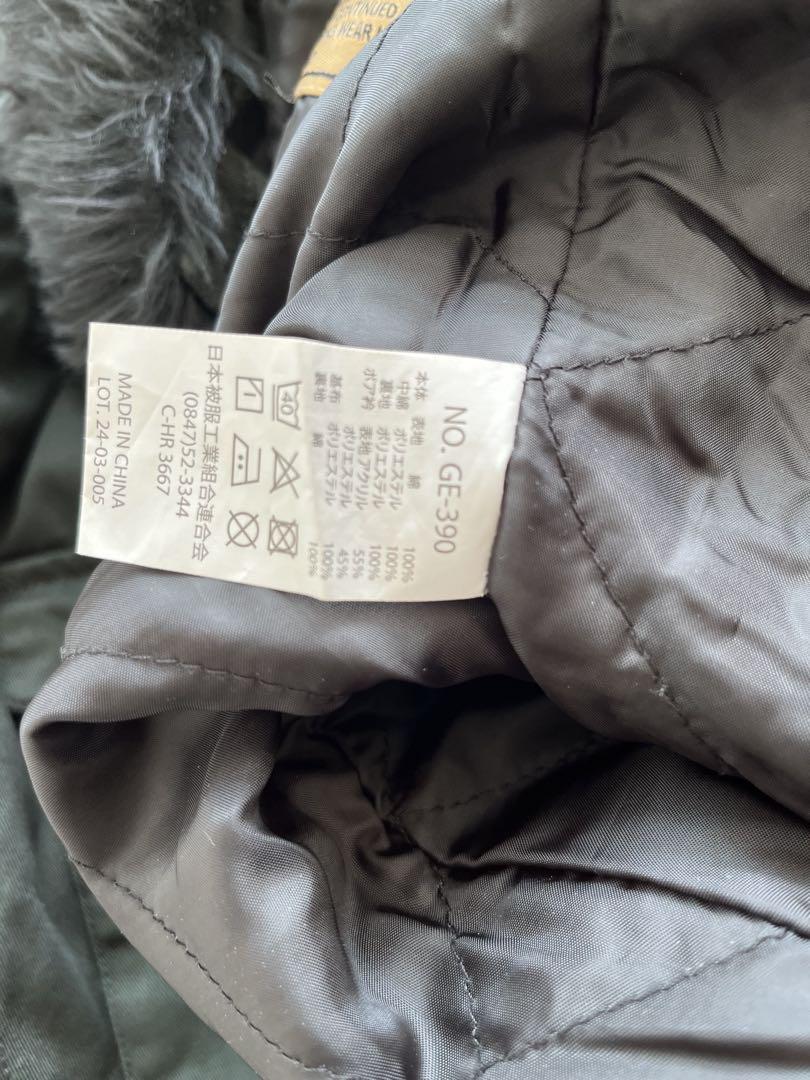 NTINUED
WEAR
NO. GE-390
本体 表地 綿 100%
中綿 ポリエステル 100%
裏地 ポリエステル 100%
ボア衿 表地アクリル 55%
ポリエステル 45%
基布 ポリエステル 100%
裏地 綿 100%
40
日本被服工業組合連合会
(0847)52-3344
C-HR 3667
MADE IN CHINA
LOT. 24-03-005